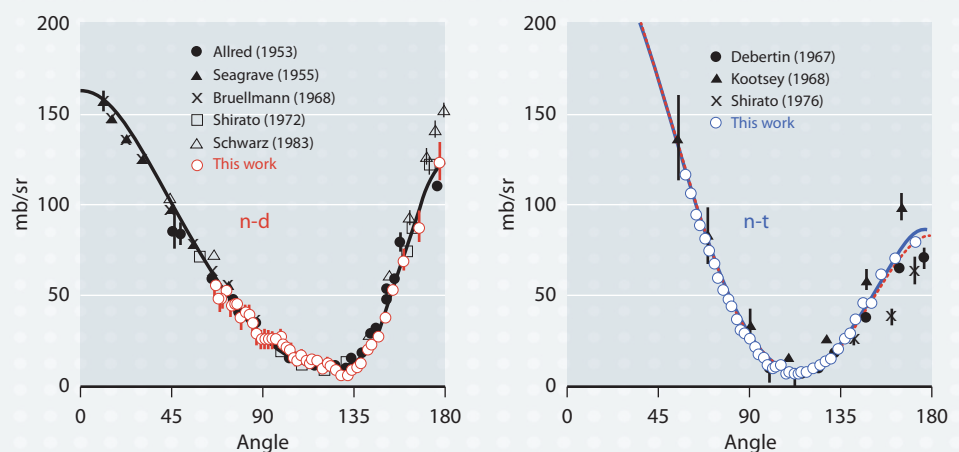 200
150
100
50
0
mb/sr
Allred (1953)
Seagrave (1955)
Bruellmann (1968)
Shirato (1972)
Schwarz (1983)
This work
n-d
0 45 90 135 180
Angle
200
150
100
50
0
mb/sr
Debertin (1967)
Kootsey (1968)
Shirato (1976)
This work
n-t
0 45 90 135 180
Angle